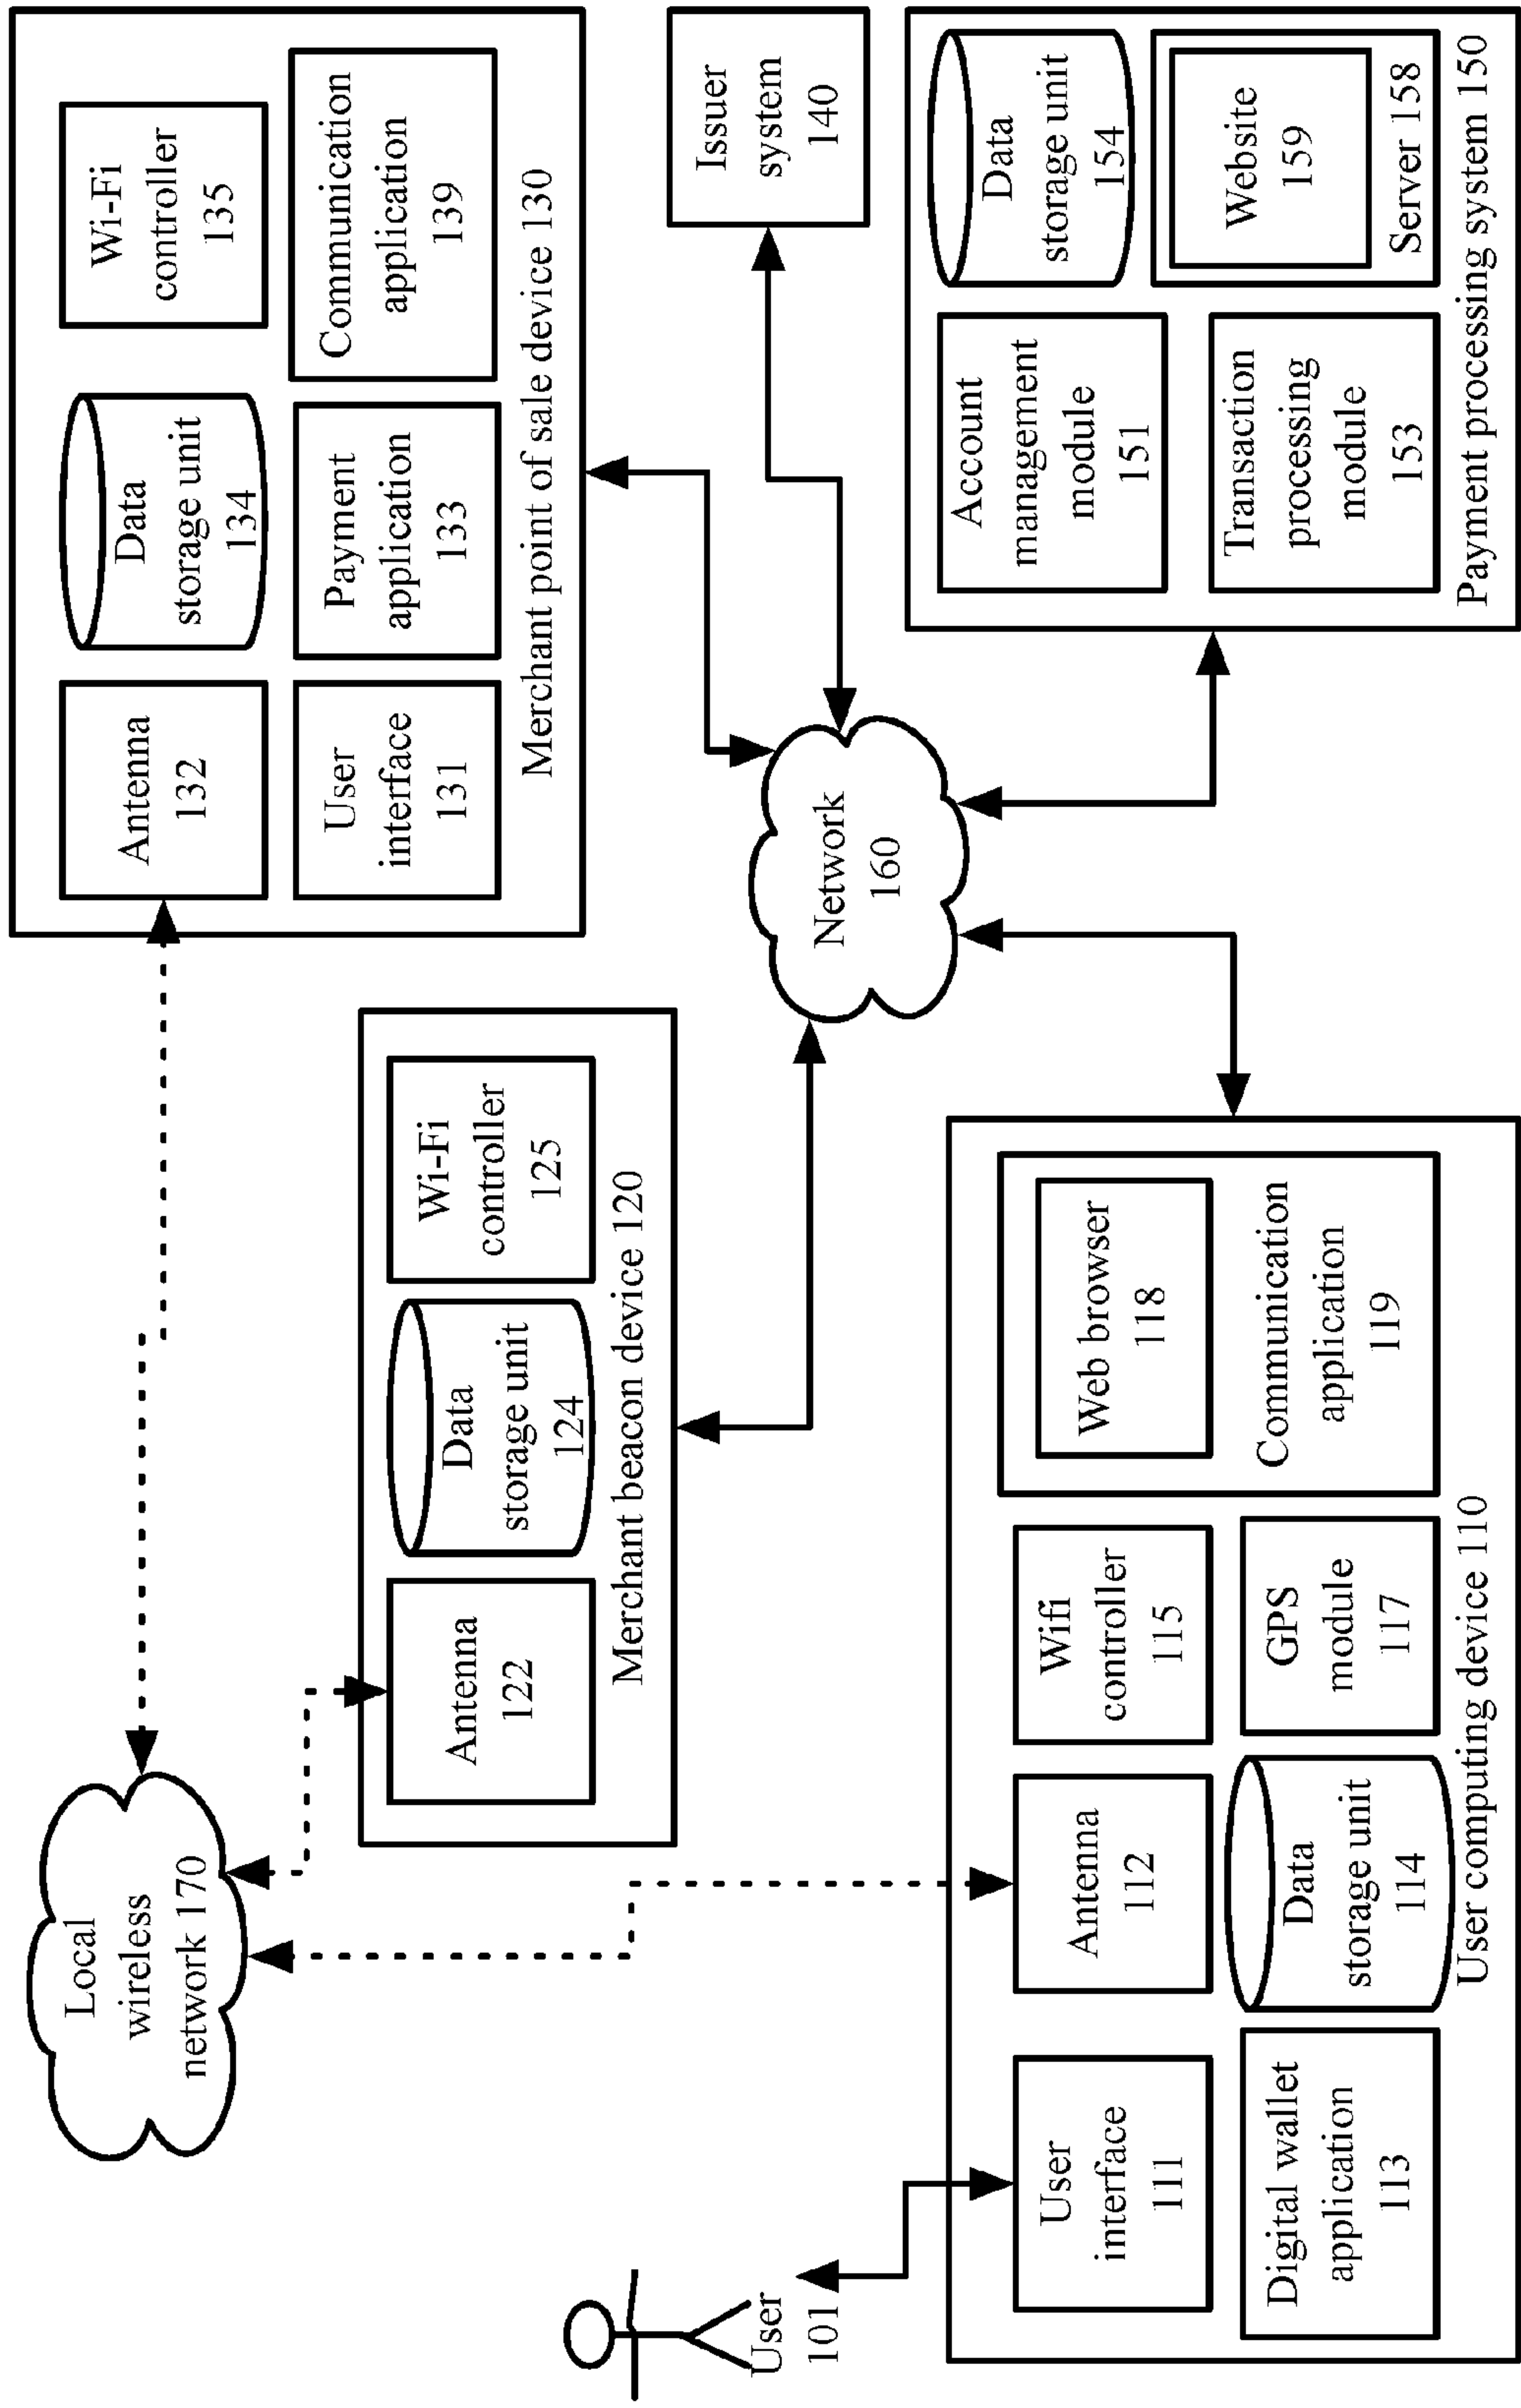 Local
wireless
network 170
Antenna
132
Data
storage unit
134
Wi-Fi
controller
135
User
interface
131
Payment
application
133
Communication
application
139
Merchant point of sale device 130
Antenna
122
Data
storage unit
124
Wi-Fi
controller
125
Merchant beacon device 120
Issuer
system
140
User
101
Network
160
User
interface
111
Antenna
112
Wifi
controller
115
Web browser
118
Communication
application
119
Digital wallet
application
113
Data
storage unit
114
GPS
module
117
User computing device 110
Account
management
module
151
Data
storage unit
154
Transaction
processing
module
153
Website
159
Server 158
Payment processing system 150